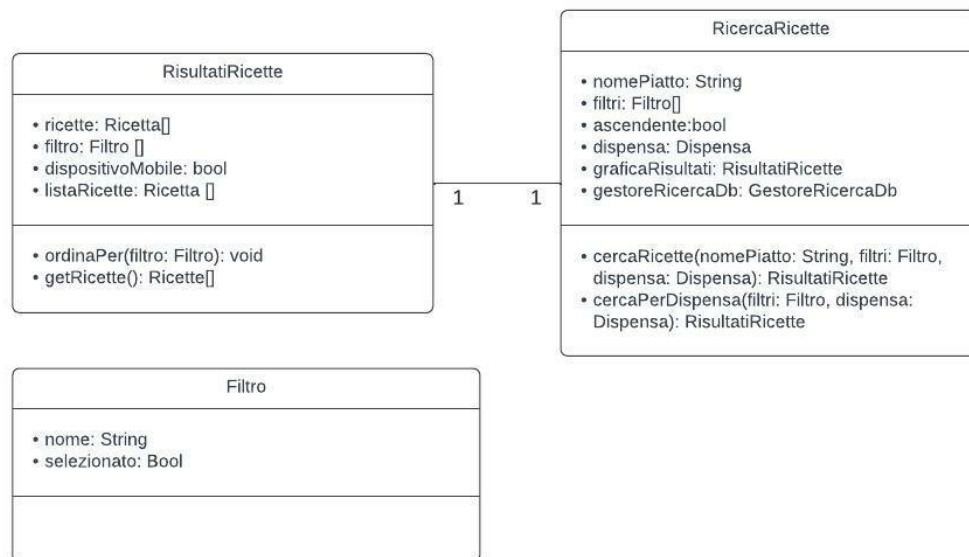 RisultatiRicette
• ricette: Ricetta[]
• filtro: Filtro []
• dispositivoMobile: bool
• listaRicette: Ricetta []
• ordinaPer(filtro: Filtro): void
• getRicette(): Ricette[]
1
1
RicercaRicette
• nomePiatto: String
• filtri: Filtro[]
• ascendente:bool
• dispensa: Dispensa
• graficaRisultati: RisultatiRicette
• gestoreRicercaDb: GestoreRicercaDb
• cercaRicette(nomePiatto: String, filtri: Filtro,
dispensa: Dispensa): RisultatiRicette
• cercaPerDispensa(filtri: Filtro, dispensa:
Dispensa): RisultatiRicette
Filtro
• nome: String
• selezionato: Bool